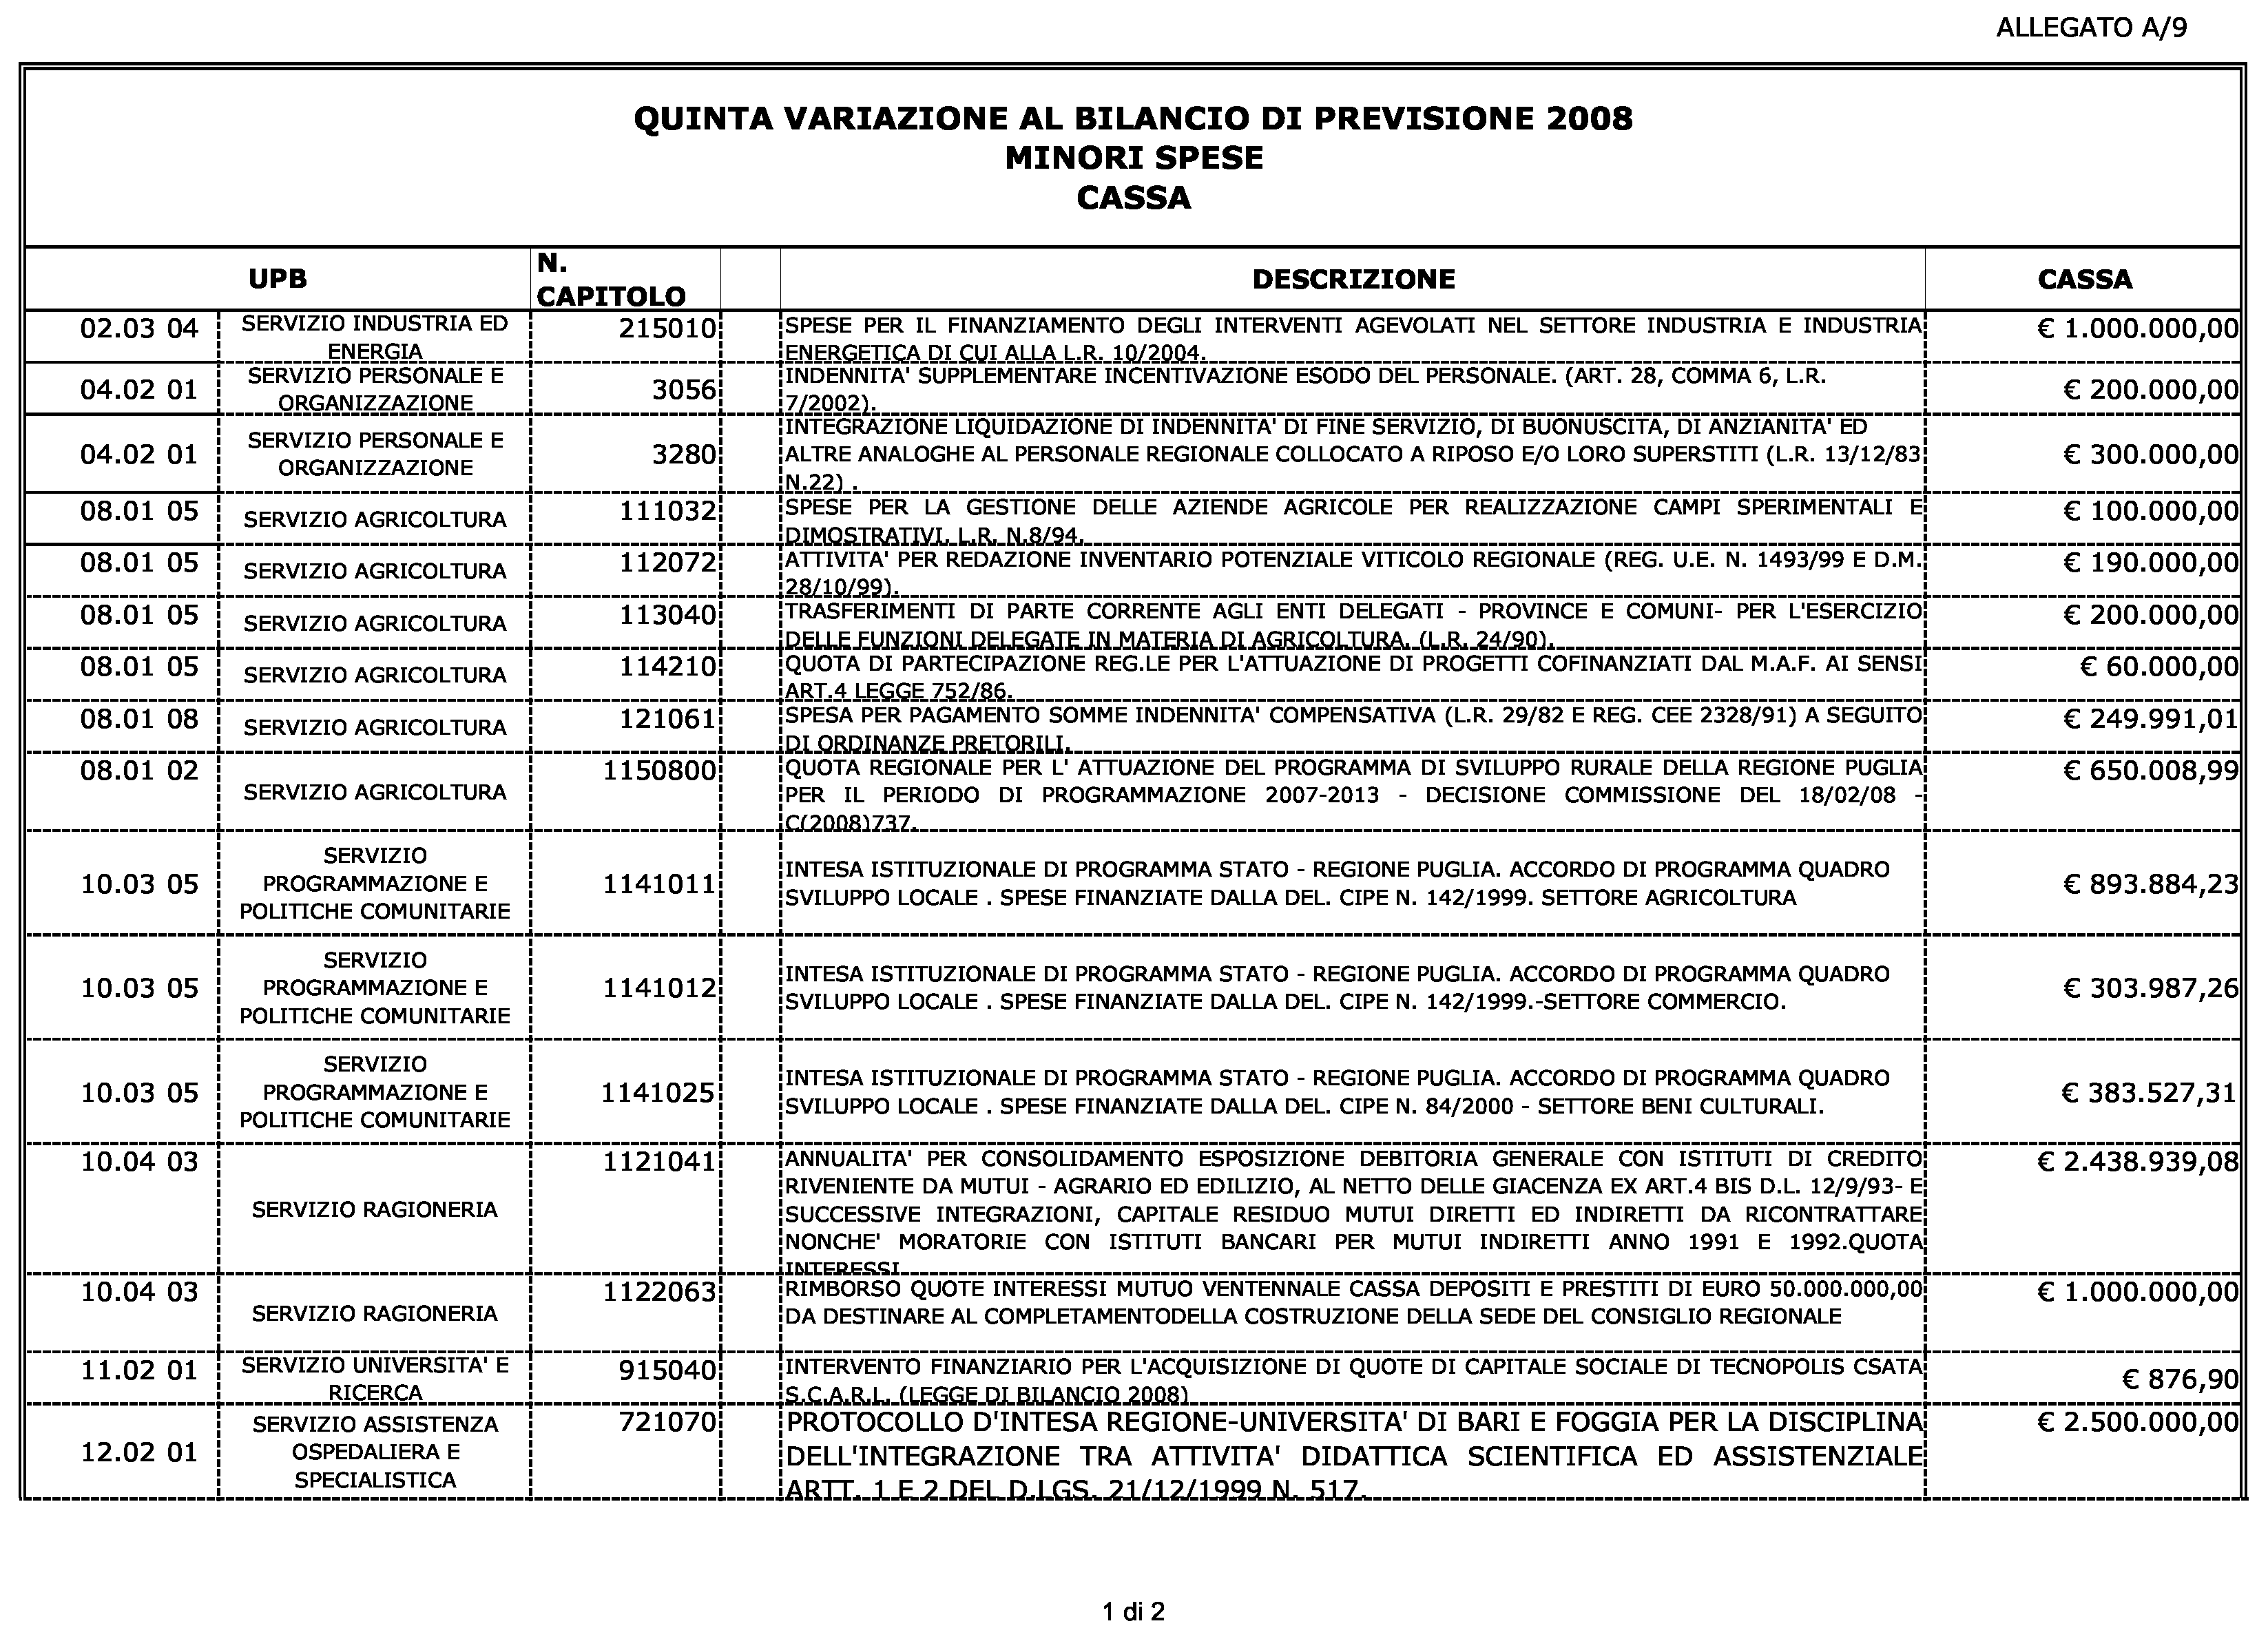 ALLEGATO A/9
QUINTA VARIAZIONE AL BILANCIO DI PREVISIONE 2008
MINORI SPESE
CASSA
UPB
N.
CAPITOLO
DESCRIZIONE
CASSA
02.03 04
SERVIZIO INDUSTRIA ED
ENERGIA
215010
SPESE PER IL FINANZIAMENTO DEGLI INTERVENTI AGEVOLATI NEL SETTORE INDUSTRIA E INDUSTRIA
ENERGETICA DI CUI ALLA L.R. 10/2004.
€ 1.000.000,00
04.02 01
SERVIZIO PERSONALE E
ORGANIZZAZIONE
3056
INDENNITA' SUPPLEMENTARE INCENTIVAZIONE ESODO DEL PERSONALE. (ART. 28, COMMA 6, L.R.
7/2002).
€ 200.000,00
04.02 01
SERVIZIO PERSONALE E
ORGANIZZAZIONE
3280
INTEGRAZIONE LIQUIDAZIONE DI INDENNITA' DI FINE SERVIZIO, DI BUONUSCITA, DI ANZIANITA' ED
ALTRE ANALOGHE AL PERSONALE REGIONALE COLLOCATO A RIPOSO E/O LORO SUPERSTITI (L.R. 13/12/83
N.22) .
€ 300.000,00
08.01 05
SERVIZIO AGRICOLTURA
111032
SPESE PER LA GESTIONE DELLE AZIENDE AGRICOLE PER REALIZZAZIONE CAMPI SPERIMENTALI E
DIMOSTRATIVI. L.R. N.8/94.
€ 100.000,00
08.01 05
SERVIZIO AGRICOLTURA
112072
ATTIVITA' PER REDAZIONE INVENTARIO POTENZIALE VITICOLO REGIONALE (REG. U.E. N. 1493/99 E D.M.
28/10/99).
€ 190.000,00
08.01 05
SERVIZIO AGRICOLTURA
113040
TRASFERIMENTI DI PARTE CORRENTE AGLI ENTI DELEGATI - PROVINCE E COMUNI- PER L'ESERCIZIO
DELLE FUNZIONI DELEGATE IN MATERIA DI AGRICOLTURA. (L.R. 24/90).
€ 200.000,00
08.01 05
SERVIZIO AGRICOLTURA
114210
QUOTA DI PARTECIPAZIONE REG.LE PER L'ATTUAZIONE DI PROGETTI COFINANZIATI DAL M.A.F. AI SENSI
ART.4 LEGGE 752/86.
€ 60.000,00
08.01 08
SERVIZIO AGRICOLTURA
121061
SPESA PER PAGAMENTO SOMME INDENNITA' COMPENSATIVA (L.R. 29/82 E REG. CEE 2328/91) A SEGUITO
DI ORDINANZE PRETORILI.
€ 249.991,01
08.01 02
SERVIZIO AGRICOLTURA
1150800
QUOTA REGIONALE PER L' ATTUAZIONE DEL PROGRAMMA DI SVILUPPO RURALE DELLA REGIONE PUGLIA
PER IL PERIODO DI PROGRAMMAZIONE 2007-2013 - DECISIONE COMMISSIONE DEL 18/02/08 -
C(2008)737.
€ 650.008,99
10.03 05
SERVIZIO
PROGRAMMAZIONE E
POLITICHE COMUNITARIE
1141011
INTESA ISTITUZIONALE DI PROGRAMMA STATO - REGIONE PUGLIA. ACCORDO DI PROGRAMMA QUADRO
SVILUPPO LOCALE . SPESE FINANZIATE DALLA DEL. CIPE N. 142/1999. SETTORE AGRICOLTURA
€ 893.884,23
10.03 05
SERVIZIO
PROGRAMMAZIONE E
POLITICHE COMUNITARIE
1141012
INTESA ISTITUZIONALE DI PROGRAMMA STATO - REGIONE PUGLIA. ACCORDO DI PROGRAMMA QUADRO
SVILUPPO LOCALE . SPESE FINANZIATE DALLA DEL. CIPE N. 142/1999.-SETTORE COMMERCIO.
€ 303.987,26
10.03 05
SERVIZIO
PROGRAMMAZIONE E
POLITICHE COMUNITARIE
1141025
INTESA ISTITUZIONALE DI PROGRAMMA STATO - REGIONE PUGLIA. ACCORDO DI PROGRAMMA QUADRO
SVILUPPO LOCALE . SPESE FINANZIATE DALLA DEL. CIPE N. 84/2000 - SETTORE BENI CULTURALI.
€ 383.527,31
10.04 03
SERVIZIO RAGIONERIA
1121041
ANNUALITA' PER CONSOLIDAMENTO ESPOSIZIONE DEBITORIA GENERALE CON ISTITUTI DI CREDITO
RIVENIENTE DA MUTUI - AGRARIO ED EDILIZIO, AL NETTO DELLE GIACENZA EX ART.4 BIS D.L. 12/9/93- E
SUCCESSIVE INTEGRAZIONI, CAPITALE RESIDUO MUTUI DIRETTI ED INDIRETTI DA RICONTRATTARE
NONCHE' MORATORIE CON ISTITUTI BANCARI PER MUTUI INDIRETTI ANNO 1991 E 1992.QUOTA
INTERESSI
€ 2.438.939,08
10.04 03
SERVIZIO RAGIONERIA
1122063
RIMBORSO QUOTE INTERESSI MUTUO VENTENNALE CASSA DEPOSITI E PRESTITI DI EURO 50.000.000,00
DA DESTINARE AL COMPLETAMENTODELLA COSTRUZIONE DELLA SEDE DEL CONSIGLIO REGIONALE
€ 1.000.000,00
11.02 01
SERVIZIO UNIVERSITA' E
RICERCA
915040
INTERVENTO FINANZIARIO PER L'ACQUISIZIONE DI QUOTE DI CAPITALE SOCIALE DI TECNOPOLIS CSATA
S.C.A.R.L. (LEGGE DI BILANCIO 2008)
€ 876,90
12.02 01
SERVIZIO ASSISTENZA
OSPEDALIERA E
SPECIALISTICA
721070
PROTOCOLLO D'INTESA REGIONE-UNIVERSITA' DI BARI E FOGGIA PER LA DISCIPLINA
DELL'INTEGRAZIONE TRA ATTIVITA' DIDATTICA SCIENTIFICA ED ASSISTENZIALE
ARTT. 1 E 2 DEL D.LGS. 21/12/1999 N. 517.
€ 2.500.000,00
1 di 2